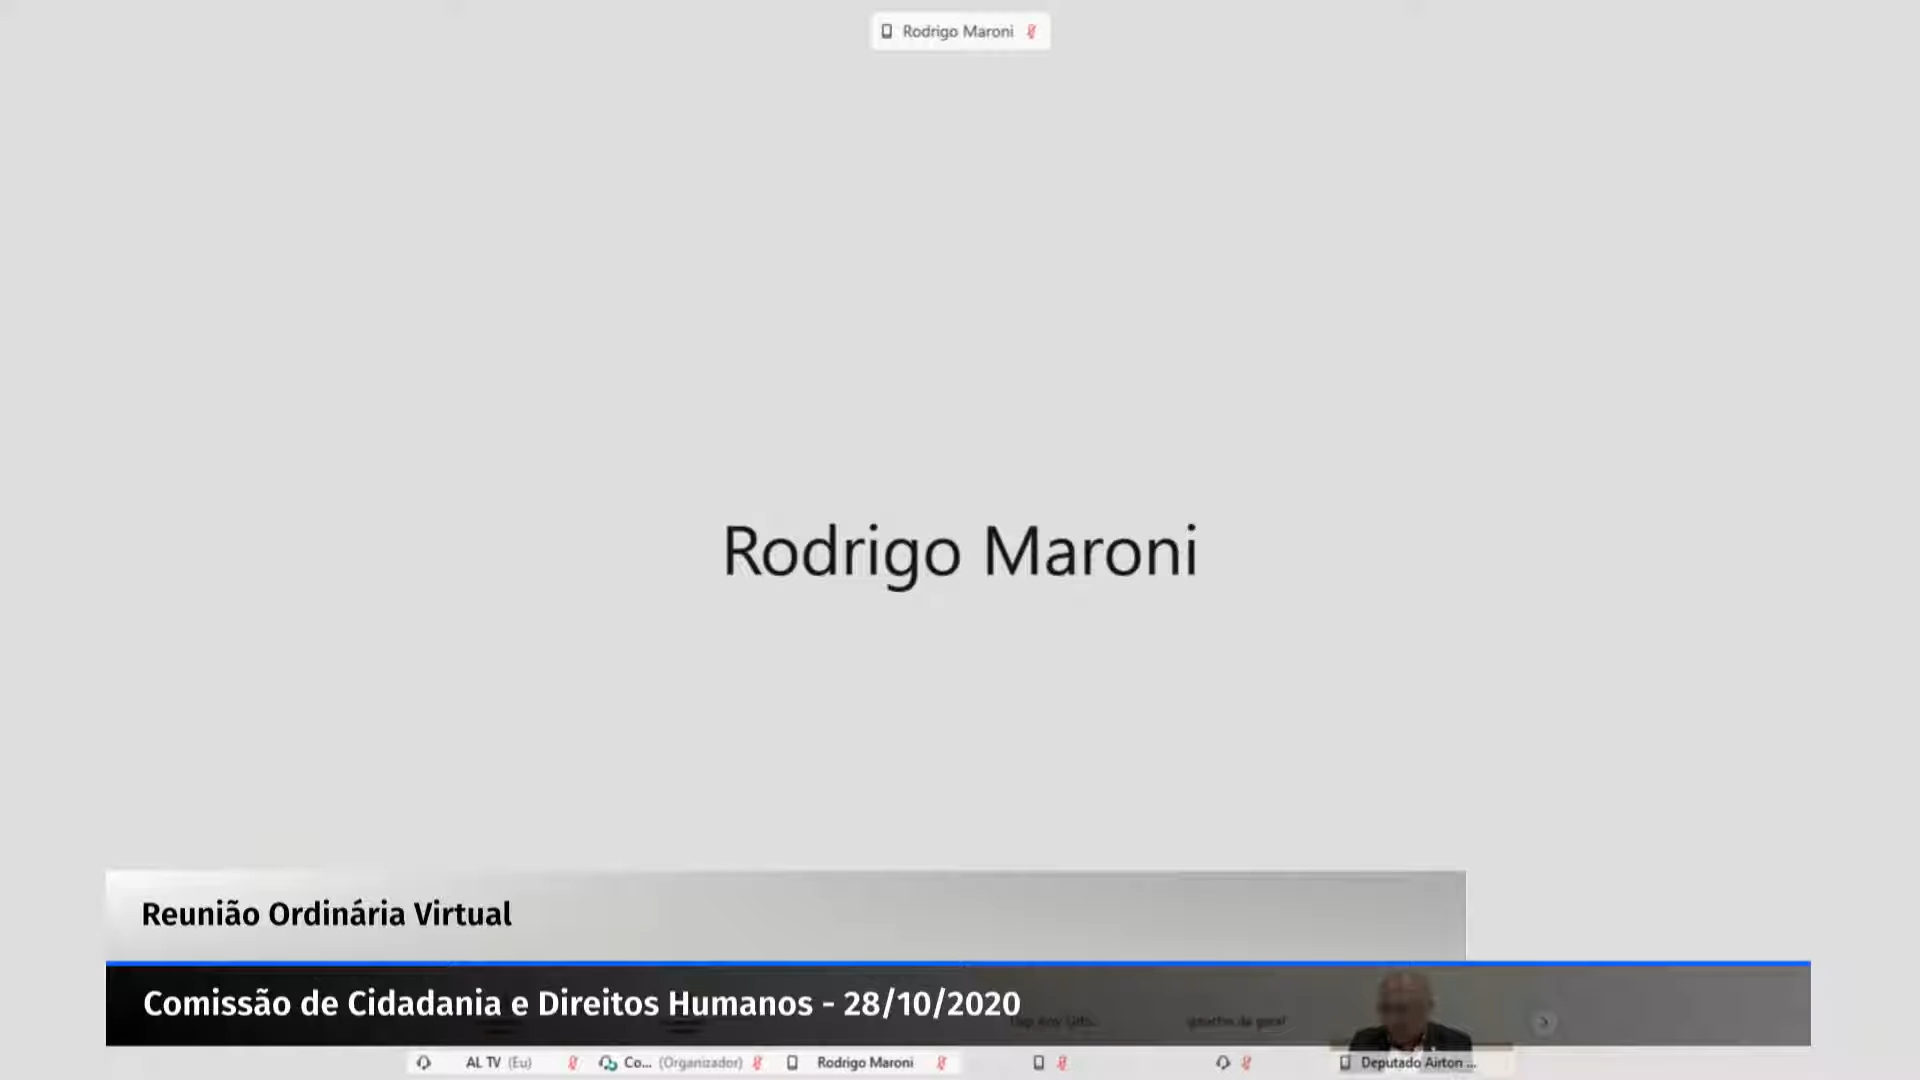 Rodrigo Maroni
Rodrigo Maroni
Reunião Ordinária Virtual
Comissão de Cidadania e Direitos Humanos - 28/10/2020
AL TV (Eu)
Co... (Organizador)
Rodrigo Maroni
Deputado Airton ...